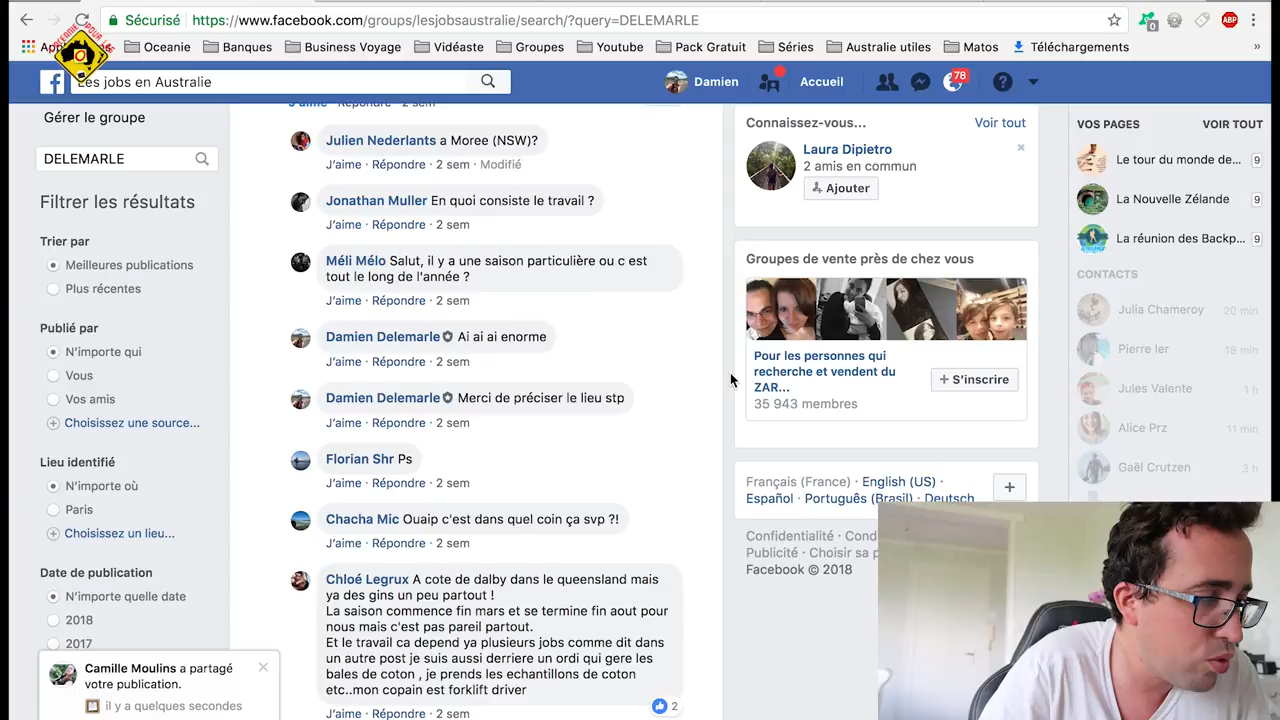 Sécurisé https://www.facebook.com/groups/lesjobsaustralie/search/?query=DELEMARLE
0
ABP
Oceanie Banques Business Voyage Vidéaste Groupes Youtube Pack Gratuit Séries Australie utiles Matos Téléchargements »
Les jobs en Australie
Damien Accueil 78
Gérer le groupe
DELEMARLE
Filtrer les résultats
Trier par
Meilleures publications
Plus récentes
Publié par
N'importe qui
Vous
Vos amis
Choisissez une source...
Lieu identifié
N'importe où
Paris
Choisissez un lieu...
Date de publication
N'importe quelle date
2018
2017
Camille Moulins a partagé
votre publication.
il y a quelques secondes
J'aime · Répondre · 2 sem
Julien Nederlants a Moree (NSW)?
J'aime · Répondre · 2 sem · Modifié
Jonathan Muller En quoi consiste le travail ?
J'aime · Répondre · 2 sem
Méli Mélo Salut, il y a une saison particulière ou c est
tout le long de l'année ?
J'aime · Répondre · 2 sem
Damien Delemarle Ai ai ai enorme
J'aime · Répondre · 2 sem
Damien Delemarle Merci de préciser le lieu stp
J'aime · Répondre · 2 sem
Florian Shr Ps
J'aime · Répondre · 2 sem
Chacha Mic Ouaip c'est dans quel coin ça svp ?!
J'aime · Répondre · 2 sem
Chloé Legrux A cote de dalby dans le queensland mais
ya des gins un peu partout !
La saison commence fin mars et se termine fin aout pour
nous mais c'est pas pareil partout.
Et le travail ca depend ya plusieurs jobs comme dit dans
un autre post je suis aussi derriere un ordi qui gere les
bales de coton , je prends les echantillons de coton
etc..mon copain est forklift driver
2
J'aime · Répondre · 2 sem
Connaissez-vous... Voir tout
Laura Dipietro
2 amis en commun
Ajouter
Groupes de vente près de chez vous
Pour les personnes qui
recherche et vendent du
ZAR...
35 943 membres
+ S'inscrire
Français (France) · English (US) ·
Español · Português (Brasil) · Deutsch
Confidentialité ·
Publicité · Choisir sa
Facebook © 2018
VOS PAGES VOIR TOUT
Le tour du monde de... 9
La Nouvelle Zélande 9
La réunion des Backp... 9
CONTACTS
Julia Chameroy 20 min
Pierre Ier 18 min
Jules Valente 1 h
Alice Prz 11 min
Gaël Crutzen 3 h